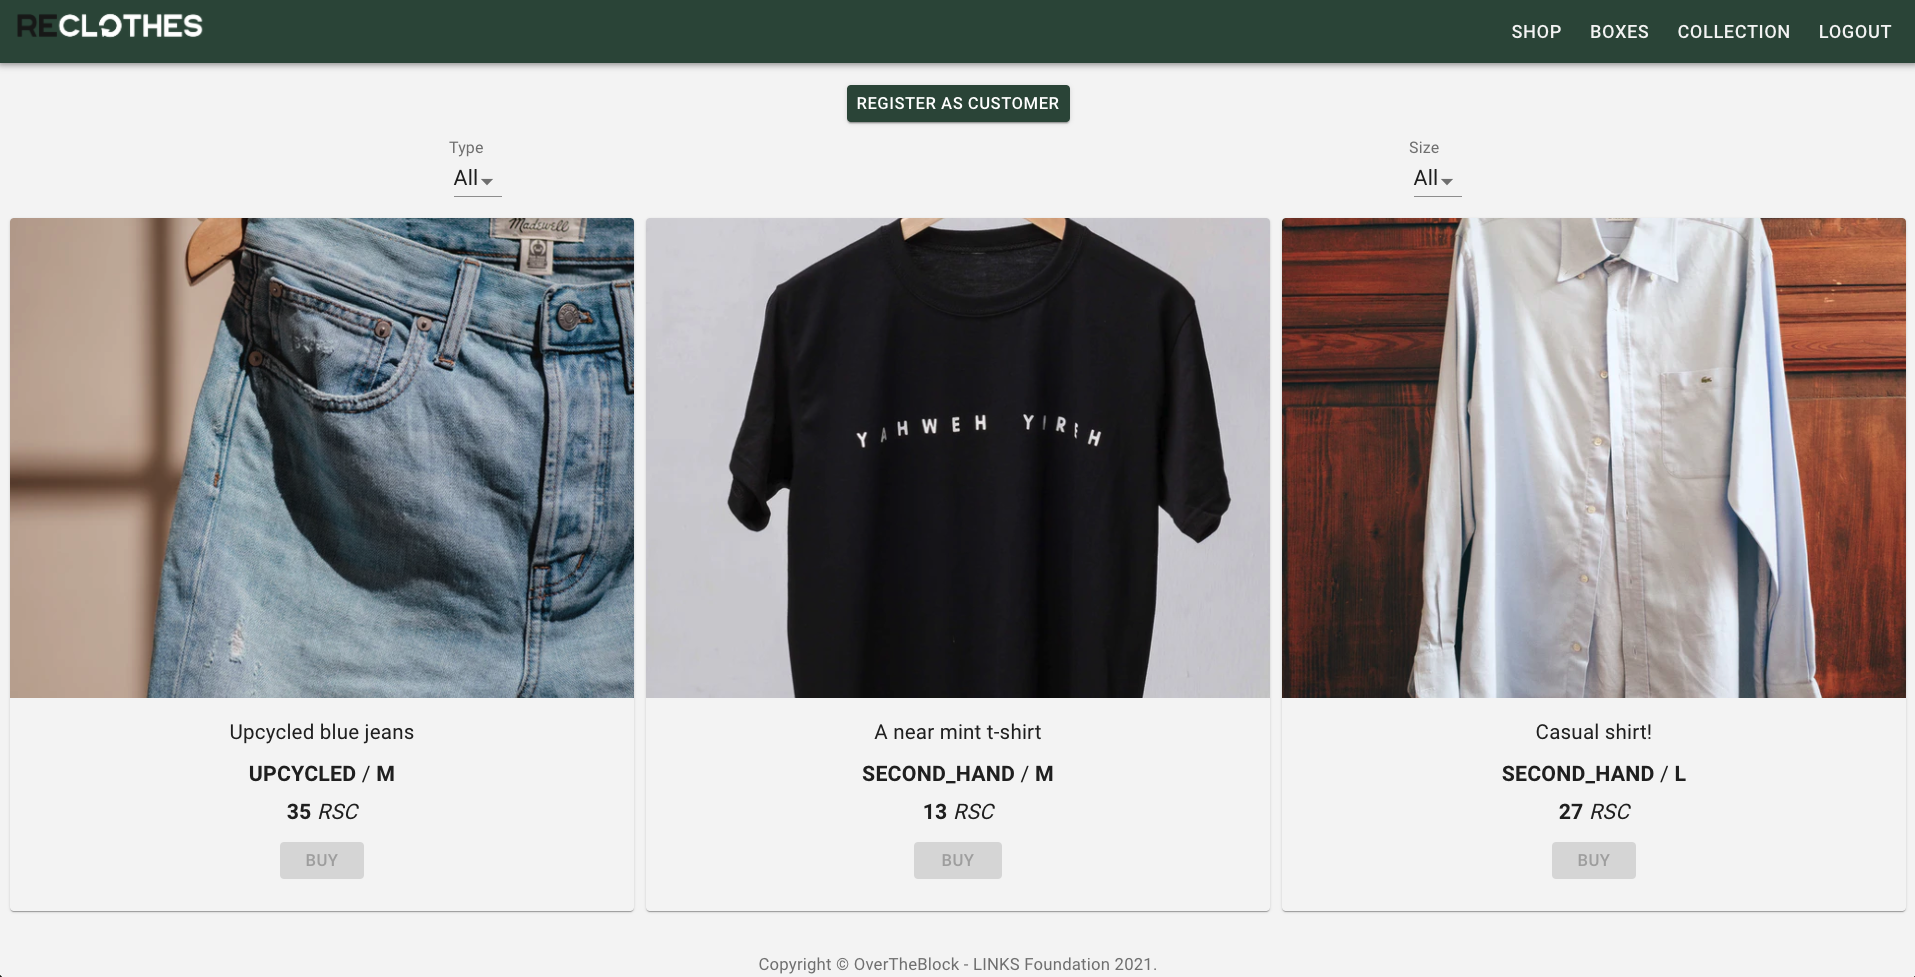 RECLOTHES
SHOP BOXES COLLECTION LOGOUT
REGISTER AS CUSTOMER
Type
All
Size
All
Madewell
YAHWEH YIREH
Upcycled blue jeans
UPCYCLED / M
35 RSC
BUY
A near mint t-shirt
SECOND_HAND / M
13 RSC
BUY
Casual shirt!
SECOND_HAND / L
27 RSC
BUY
Copyright © OverTheBlock - LINKS Foundation 2021.